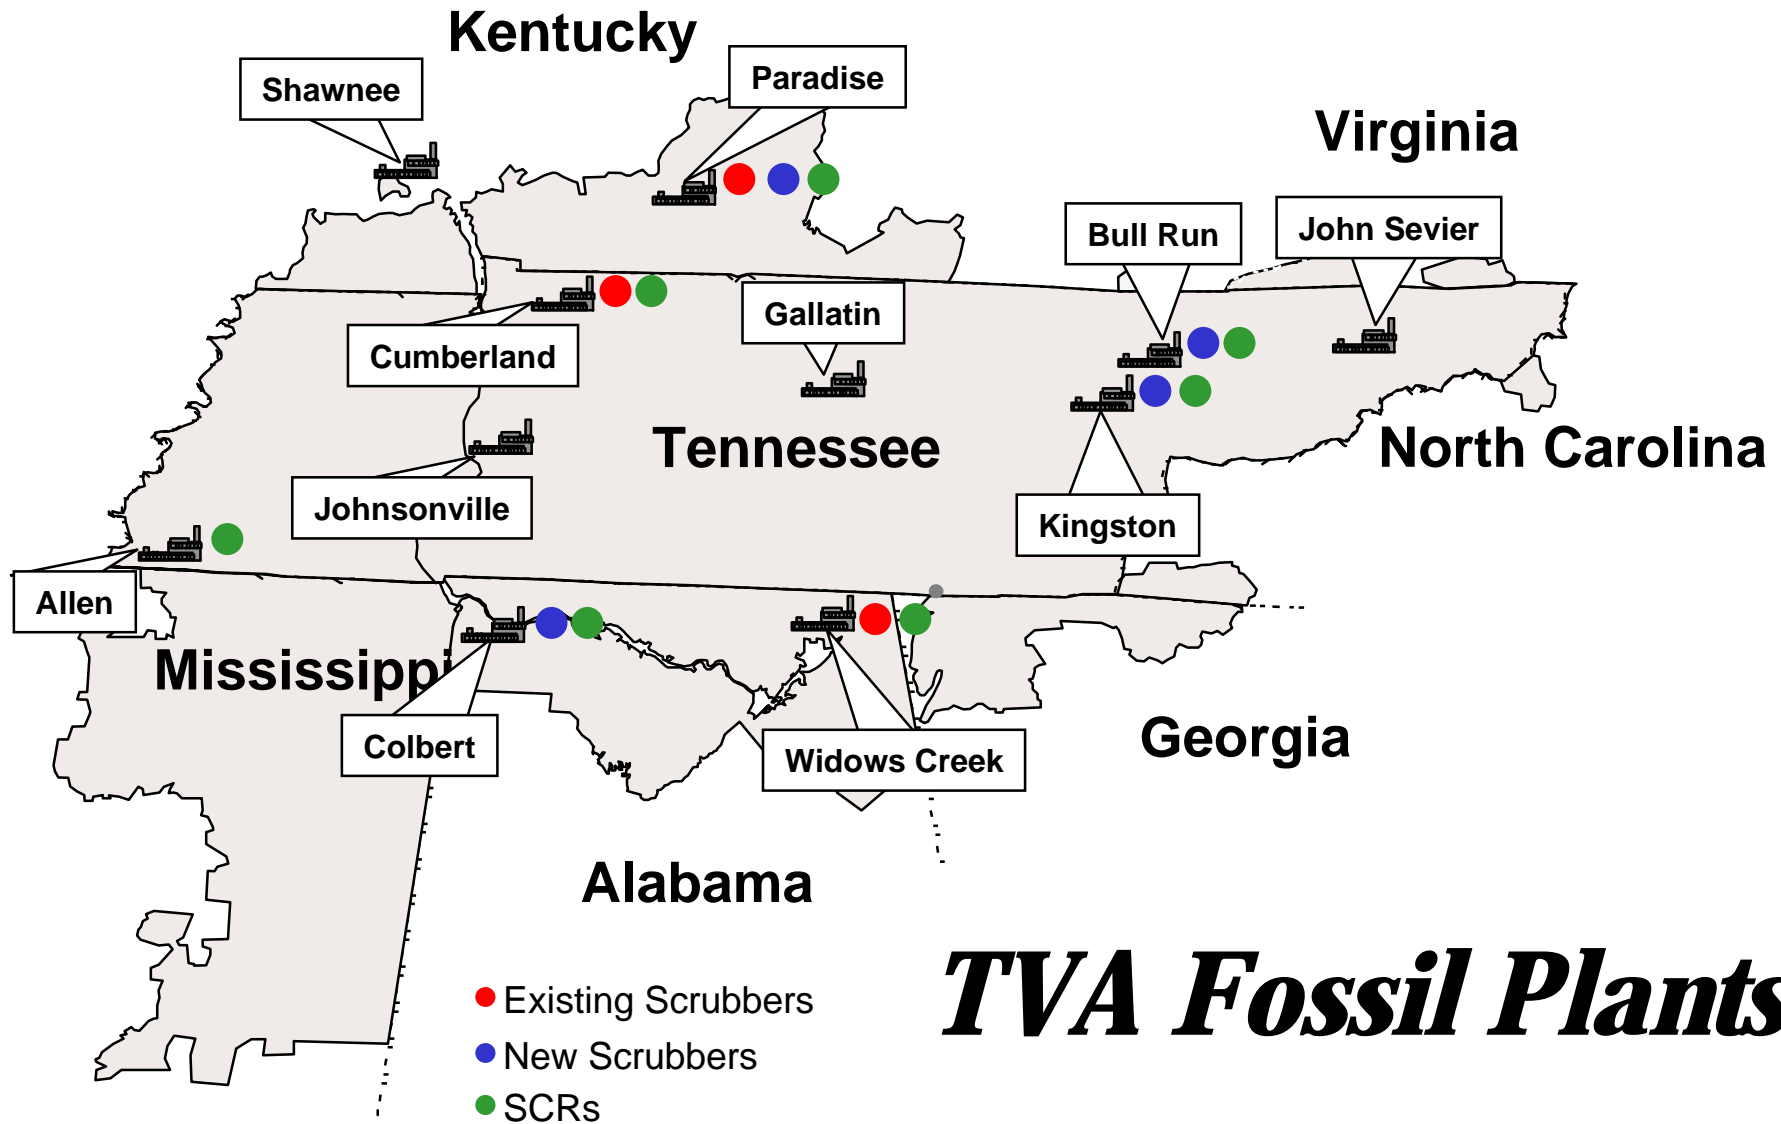 Kentucky
Shawnee
Paradise
Virginia
Bull Run
John Sevier
Gallatin
Cumberland
Tennessee
North Carolina
Johnsonville
Kingston
Allen
Mississippi
Colbert
Widows Creek
Georgia
Alabama
TVA Fossil Plants
Existing Scrubbers
New Scrubbers
SCRs